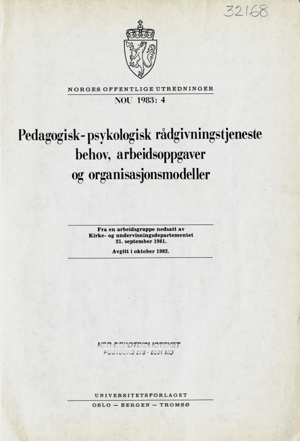 32168
NORGES OFFENTLIGE UTREDNINGER
NOU 1983: 4
Pedagogisk-psykologisk rådgivningstjeneste
behov, arbeidsoppgaver
og organisasjonsmodeller
Fra en arbeidsgruppe nedsatt av
Kirke- og undervisningsdepartementet
21. september 1981.
Avgitt i oktober 1982.
UNIVERSITETSFORLAGET
OSLO — BERGEN — TROMSØ